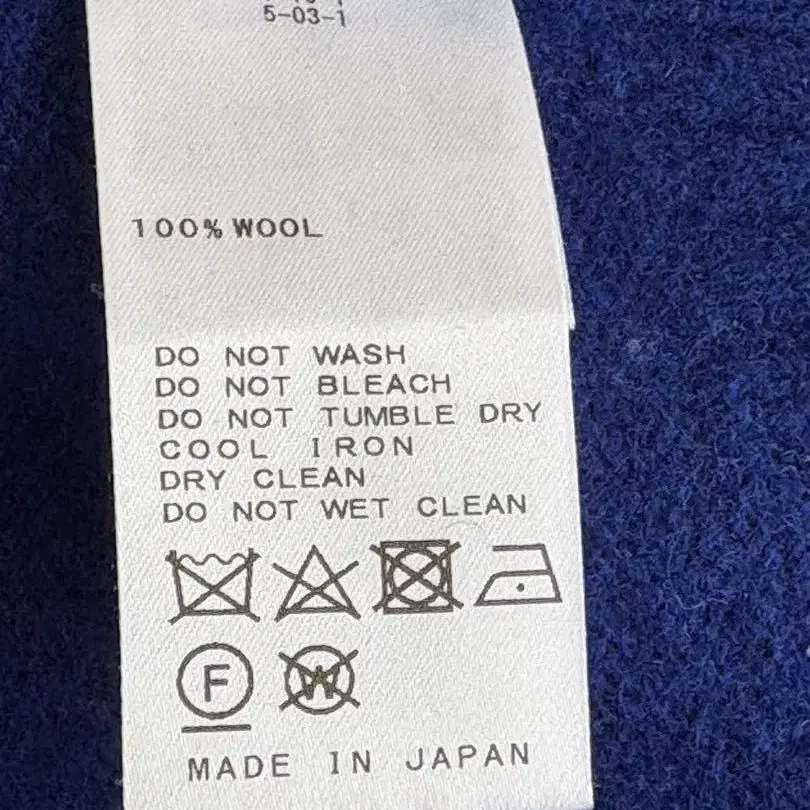 5-03-1
100% WOOL
DO NOT WASH
DO NOT BLEACH
DO NOT TUMBLE DRY
COOL IRON
DRY CLEAN
DO NOT WET CLEAN
F W
MADE IN JAPAN